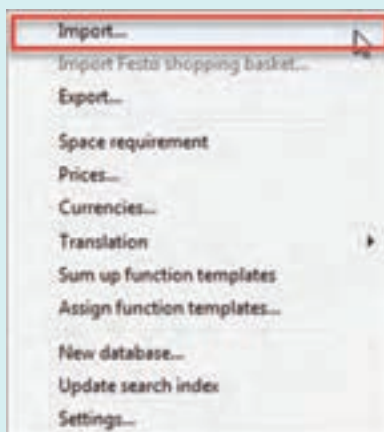 Import...
Import Festo shopping basket...
Export...
Space requirement
Prices...
Currencies...
Translation
Sum up function templates
Assign function templates...
New database...
Update search index
Settings...